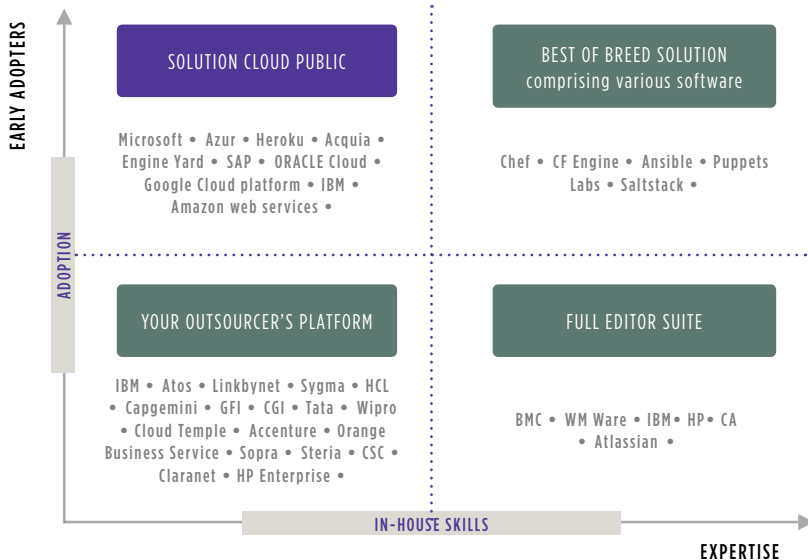 EARLY ADOPTERS
SOLUTION CLOUD PUBLIC
Microsoft • Azur • Heroku • Acquia •
Engine Yard • SAP • ORACLE Cloud •
Google Cloud platform • IBM •
Amazon web services •
BEST OF BREED SOLUTION
comprising various software
Chef • CF Engine • Ansible • Puppets
Labs • Saltstack •
ADOPTION
YOUR OUTSOURCER'S PLATFORM
IBM • Atos • Linkbynet • Sygma • HCL
• Capgemini • GFI • CGI • Tata • Wipro
• Cloud Temple • Accenture • Orange
Business Service • Sopra • Steria • CSC •
Claranet • HP Enterprise •
FULL EDITOR SUITE
BMC • WM Ware • IBM• HP• CA
• Atlassian •
IN-HOUSE SKILLS
EXPERTISE